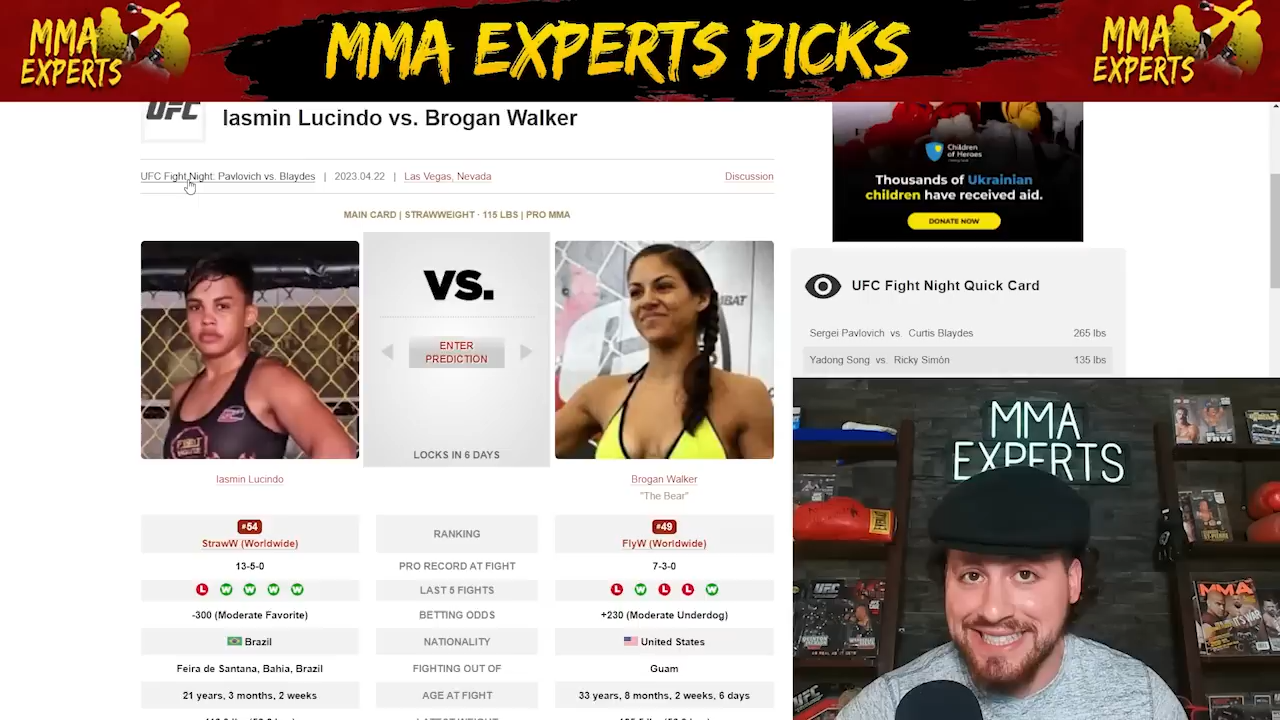 MMA
EXPERTS
MMA EXPERTS PICKS
MMA
EXPERTS
UFC
Iasmin Lucindo vs. Brogan Walker
UFC Fight Night: Pavlovich vs. Blaydes | 2023.04.22 | Las Vegas, Nevada
Discussion
MAIN CARD | STRAWWEIGHT · 115 LBS | PRO MMA
VS.
ENTER
PREDICTION
LOCKS IN 6 DAYS
Iasmin Lucindo
Brogan Walker
"The Bear"
#54
StrawW (Worldwide)
RANKING
#49
FlyW (Worldwide)
13-5-0
PRO RECORD AT FIGHT
7-3-0
L W W W W
LAST 5 FIGHTS
L W L L W
-300 (Moderate Favorite)
BETTING ODDS
+230 (Moderate Underdog)
Brazil
NATIONALITY
United States
Feira de Santana, Bahia, Brazil
FIGHTING OUT OF
Guam
21 years, 3 months, 2 weeks
AGE AT FIGHT
33 years, 8 months, 2 weeks, 6 days
Children
of Heroes
Thousands of Ukrainian
children have received aid.
DONATE NOW
UFC Fight Night Quick Card
Sergei Pavlovich vs. Curtis Blaydes 265 lbs
Yadong Song vs. Ricky Simón 135 lbs
MMA
EXPERTS
FRYE
UFC
MMA
UFC